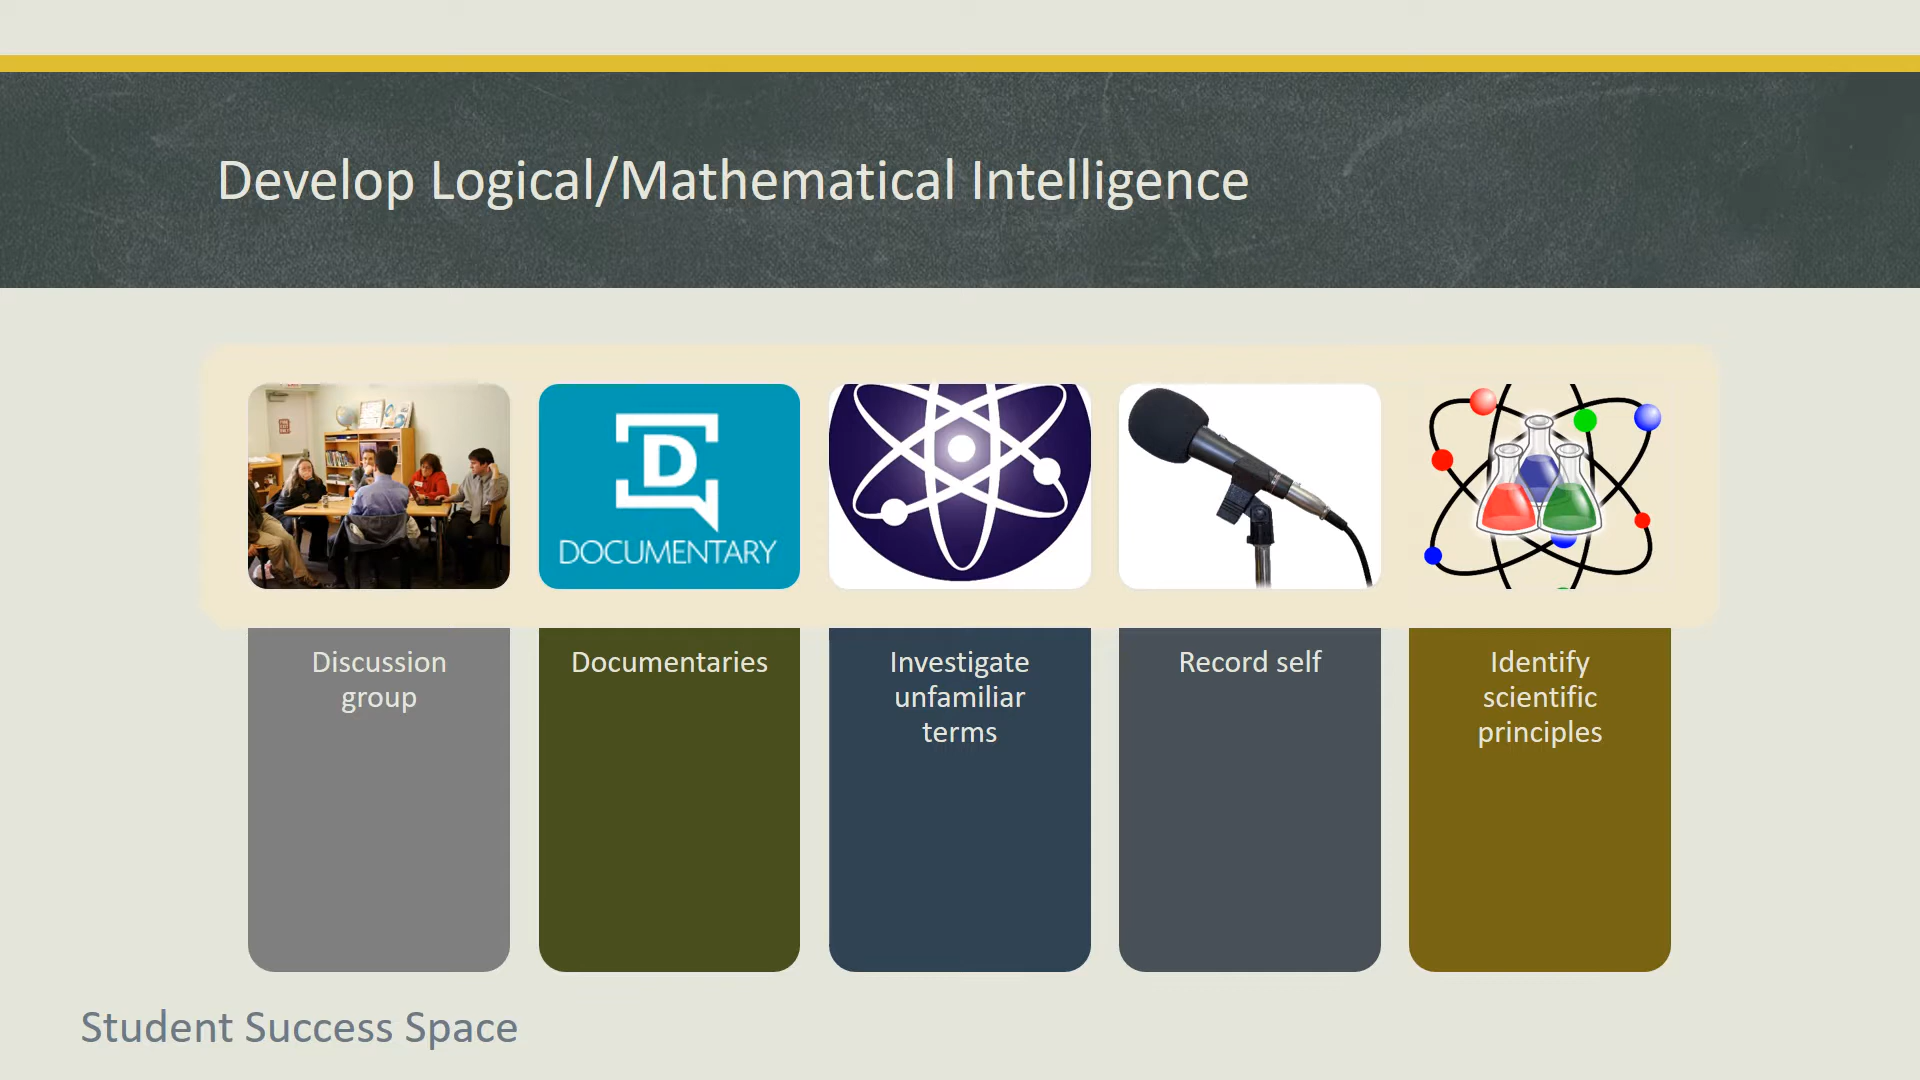 Develop Logical/Mathematical Intelligence
D
DOCUMENTARY
Discussion
group
Documentaries
Investigate
unfamiliar
terms
Record self
Identify
scientific
principles
Student Success Space